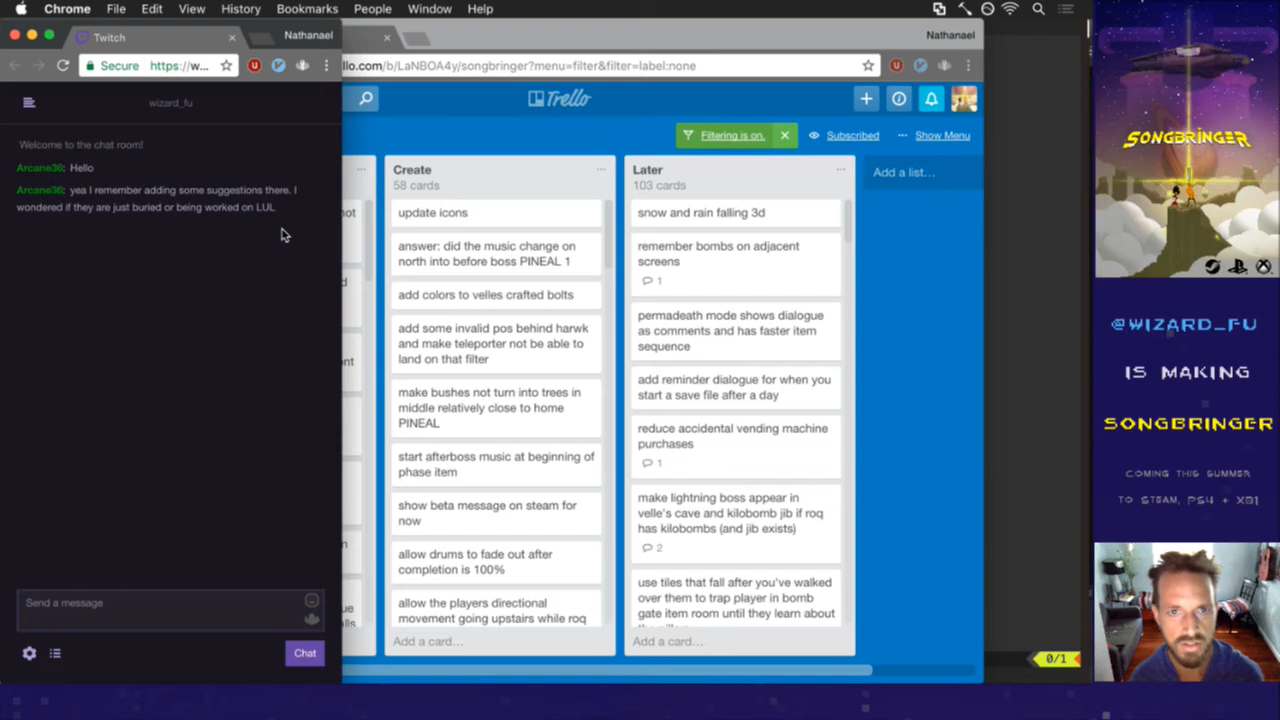 Chrome File Edit View History Bookmarks People Window Help
Twitch
Nathanael
Nathanael
Secure
https://w...
llo.com/b/LaNBOA4y/songbringer?menu=filter&filter=label:none
wizard_fu
Welcome to the chat room!
Arcane36: Hello
Arcane36: yea I remember adding some suggestions there. I
wondered if they are just buried or being worked on LUL
Send a message
Chat
Trello
Filtering is on.
Subscribed
Show Menu
Create
58 cards
update icons
answer: did the music change on
north into before boss PINEAL 1
add colors to velles crafted bolts
add some invalid pos behind harwk
and make teleporter not be able to
land on that filter
make bushes not turn into trees in
middle relatively close to home
PINEAL
start afterboss music at beginning of
phase item
show beta message on steam for
now
allow drums to fade out after
completion is 100%
allow the players directional
movement going upstairs while roq
Add a card...
Later
103 cards
snow and rain falling 3d
remember bombs on adjacent
screens
1
permadeath mode shows dialogue
as comments and has faster item
sequence
add reminder dialogue for when you
start a save file after a day
reduce accidental vending machine
purchases
1
make lightning boss appear in
velle's cave and kilobomb jib if roq
has kilobombs (and jib exists)
2
use tiles that fall after you've walked
over them to trap player in bomb
gate item room until they learn about
Add a card...
Add a list...
0/1
SONGBRINGER
@WIZARD_FU
IS MAKING
SONGBRINGER
COMING THIS SUMMER
TO STEAM, PS4 + XB1